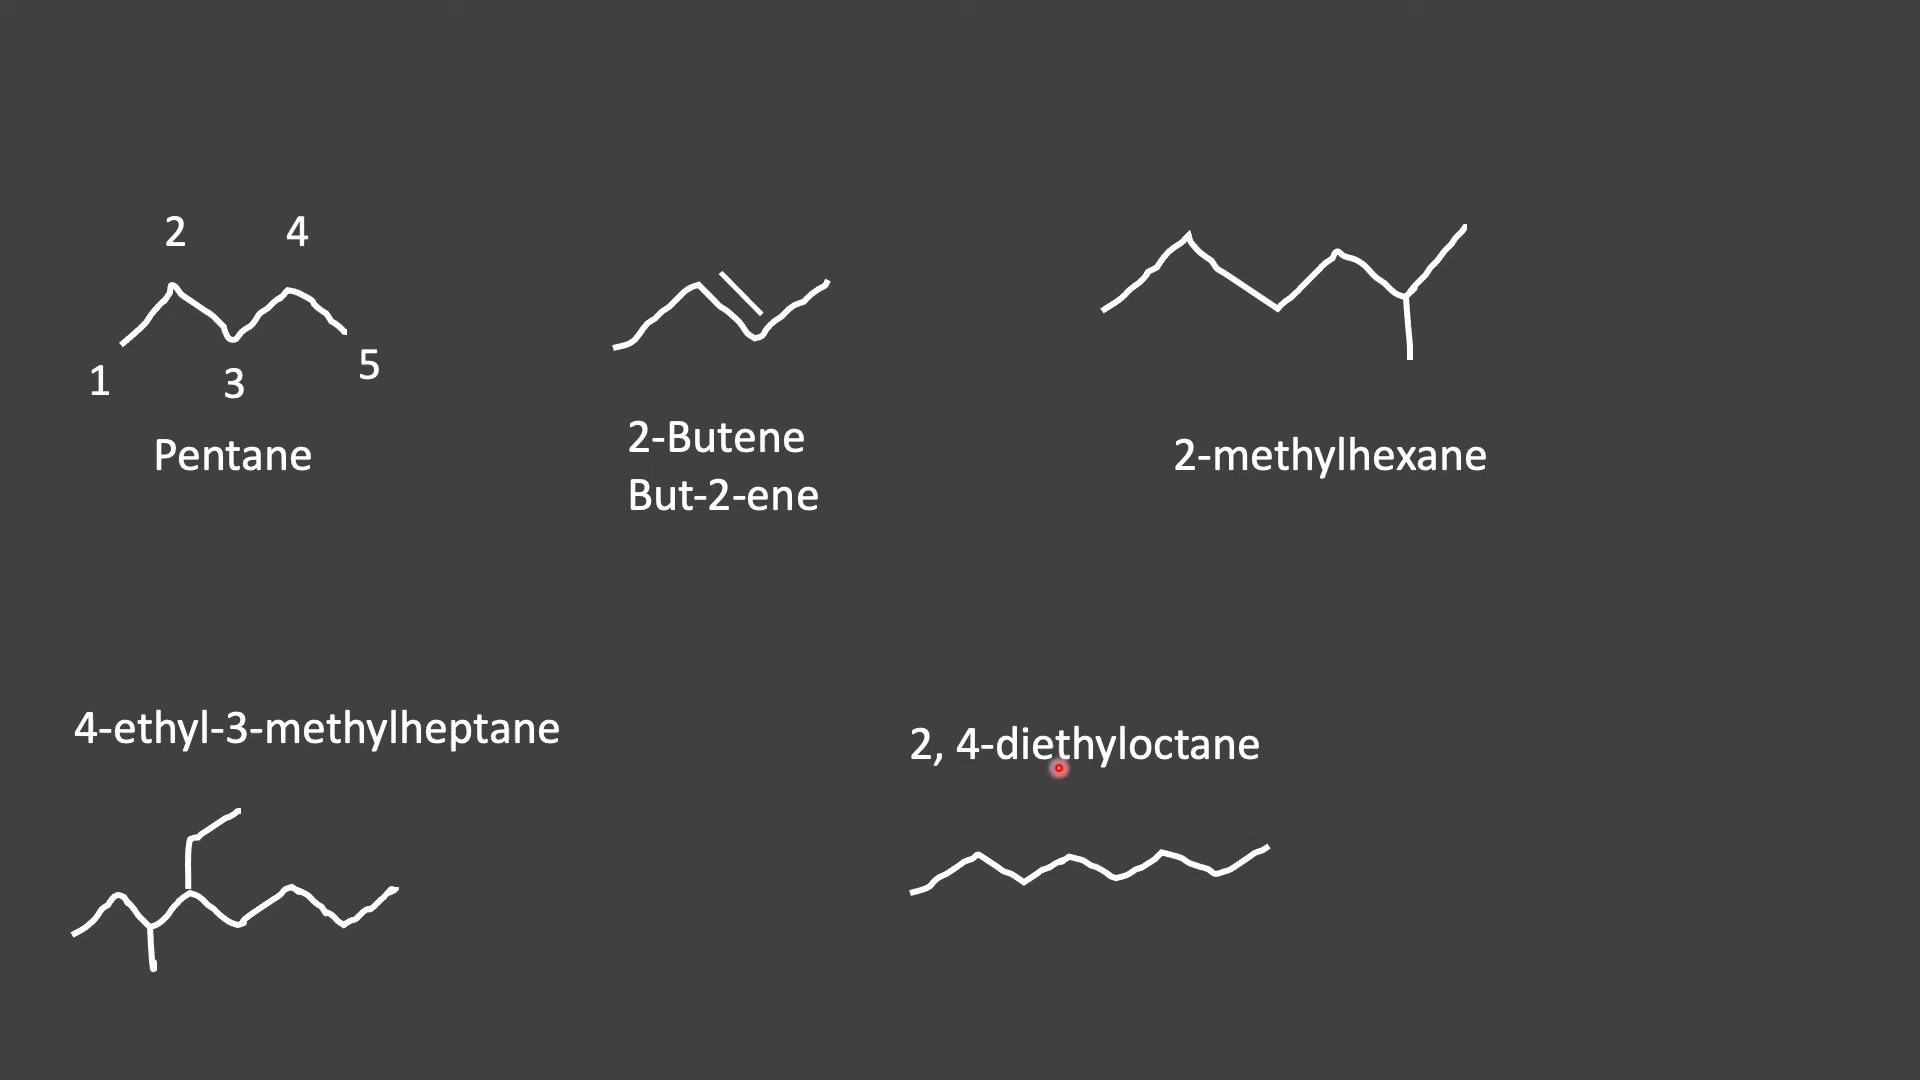 2
4
1
3
5
Pentane
2-Butene
But-2-ene
2-methylhexane
4-ethyl-3-methylheptane
2, 4-diethyloctane